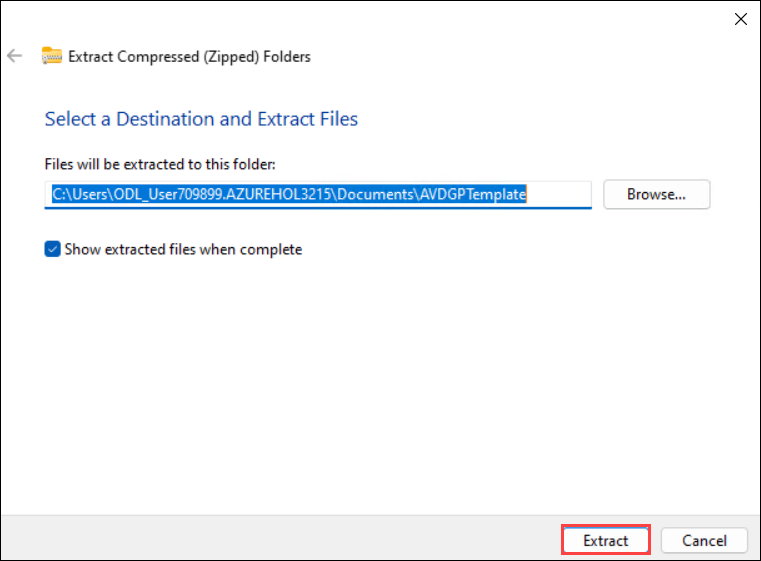 Extract Compressed (Zipped) Folders
Select a Destination and Extract Files
Files will be extracted to this folder:
C:\Users\ODL_User709899.AZUREHOL3215\Documents\AVDGPTemplate
Browse...
Show extracted files when complete
Extract
Cancel